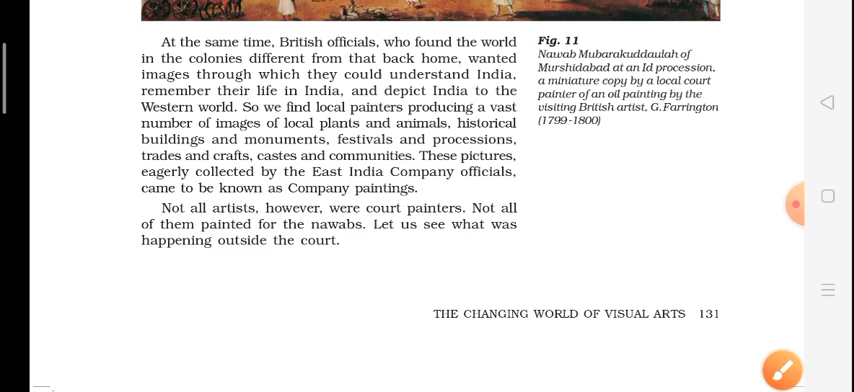 At the same time, British officials, who found the world
in the colonies different from that back home, wanted
images through which they could understand India,
remember their life in India, and depict India to the
Western world. So we find local painters producing a vast
number of images of local plants and animals, historical
buildings and monuments, festivals and processions,
trades and crafts, castes and communities. These pictures,
eagerly collected by the East India Company officials,
came to be known as Company paintings.
Not all artists, however, were court painters. Not all
of them painted for the nawabs. Let us see what was
happening outside the court.
Fig. 11
Nawab Mubarakuddaulah of
Murshidabad at an Id procession,
a miniature copy by a local court
painter of an oil painting by the
visiting British artist, G.Farrington
(1799-1800)
THE CHANGING WORLD OF VISUAL ARTS 131